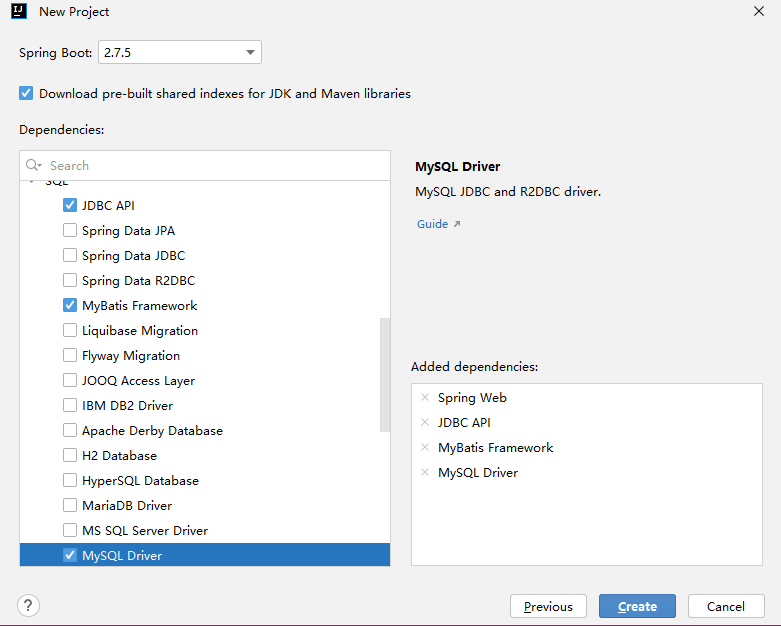 IJ
New Project
Spring Boot: 2.7.5
Download pre-built shared indexes for JDK and Maven libraries
Dependencies:
Search
SQL
JDBC API
Spring Data JPA
Spring Data JDBC
Spring Data R2DBC
MyBatis Framework
Liquibase Migration
Flyway Migration
JOOQ Access Layer
IBM DB2 Driver
Apache Derby Database
H2 Database
HyperSQL Database
MariaDB Driver
MS SQL Server Driver
MySQL Driver
MySQL Driver
MySQL JDBC and R2DBC driver.
Guide
Added dependencies:
Spring Web
JDBC API
MyBatis Framework
MySQL Driver
?
Previous
Create
Cancel